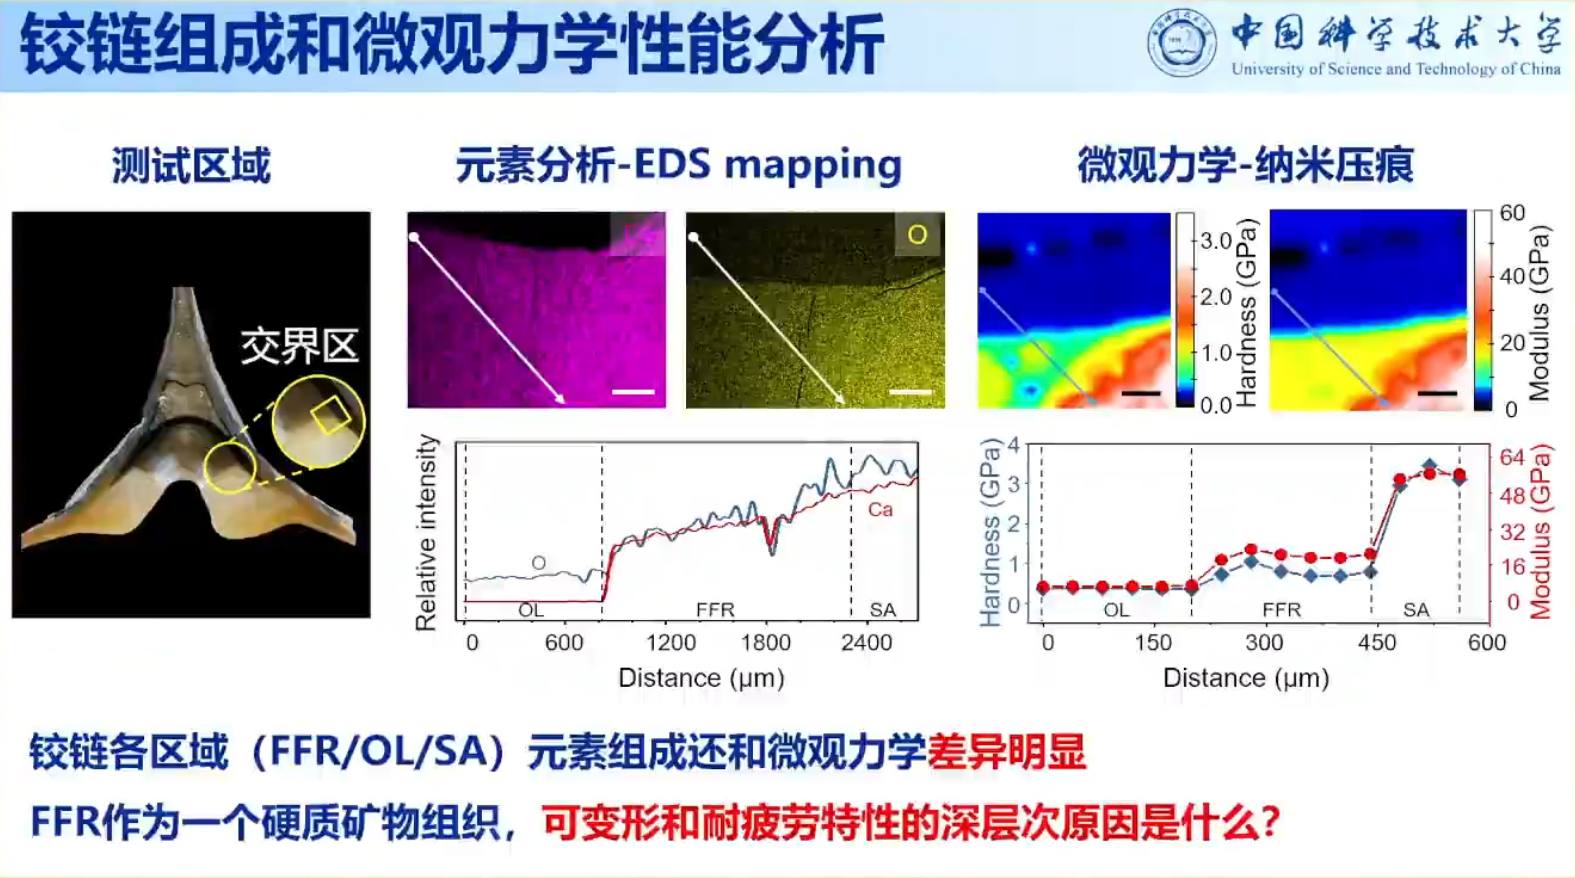 铰链组成和微观力学性能分析
中国科学技术大学
University of Science and Technology of China
测试区域
交界区
元素分析-EDS mapping
O
Relative intensity
O
Ca
OL
FFR
SA
0 600 1200 1800 2400
Distance (μm)
微观力学-纳米压痕
3.0
2.0
1.0
0.0
Hardness (GPa)
60
40
20
0
Modulus (GPa)
Hardness (GPa)
4
3
2
1
0
64
48
32
16
0
Modulus (GPa)
OL
FFR
SA
0 150 300 450 600
Distance (μm)
铰链各区域（FFR/OL/SA）元素组成还和微观力学差异明显
FFR作为一个硬质矿物组织，可变形和耐疲劳特性的深层次原因是什么？